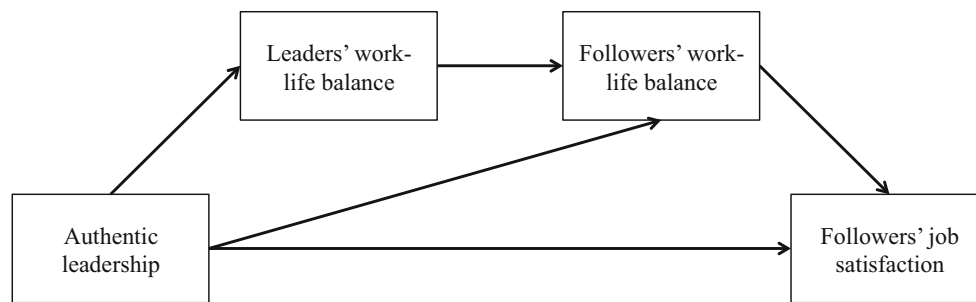 Leaders’ work-
life balance
Followers’ work-
life balance
Authentic
leadership
Followers’ job
satisfaction